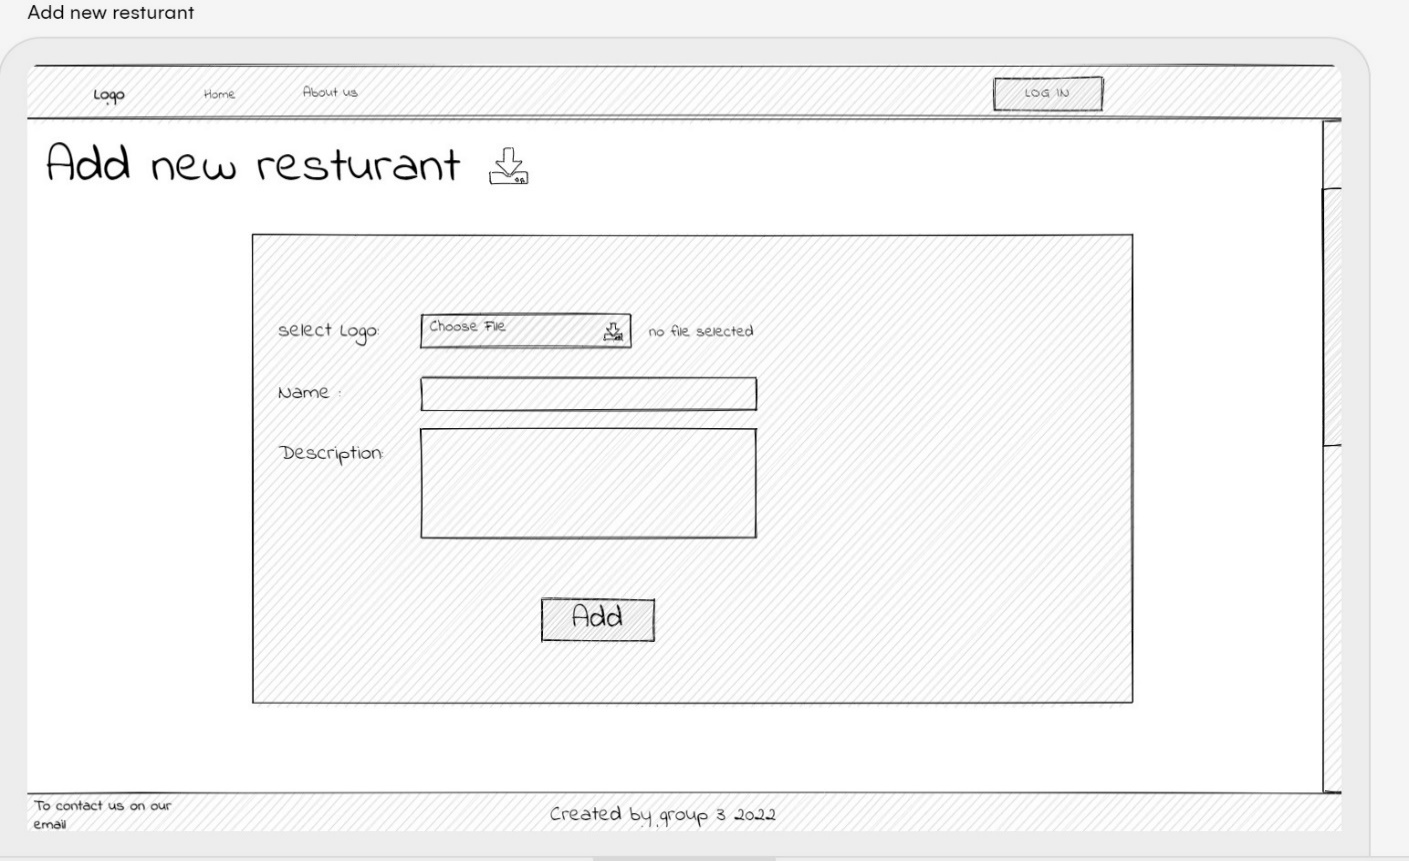 Add new resturant
Logo Home About us LOG IN
Add new resturant
select Logo: Choose File no file selected
Name :
Description:
Add
To contact us on our
email
Created by group 3 2022